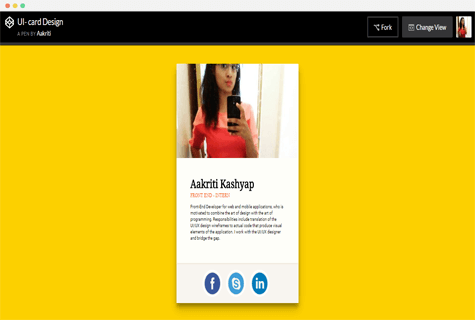 UI- card Design
A PEN BY Aakriti
Fork
Change View
Aakriti Kashyap
FRONT END - INTERN
FrontEnd Developer for web and mobile applications, who is
motivated to combine the art of design with the art of
programming. Responsibilities include translation of the
UI/UX design wireframes to actual code that produce visual
elements of the application. I work with the UI/UX designer
and bridge the gap.
f
S
in